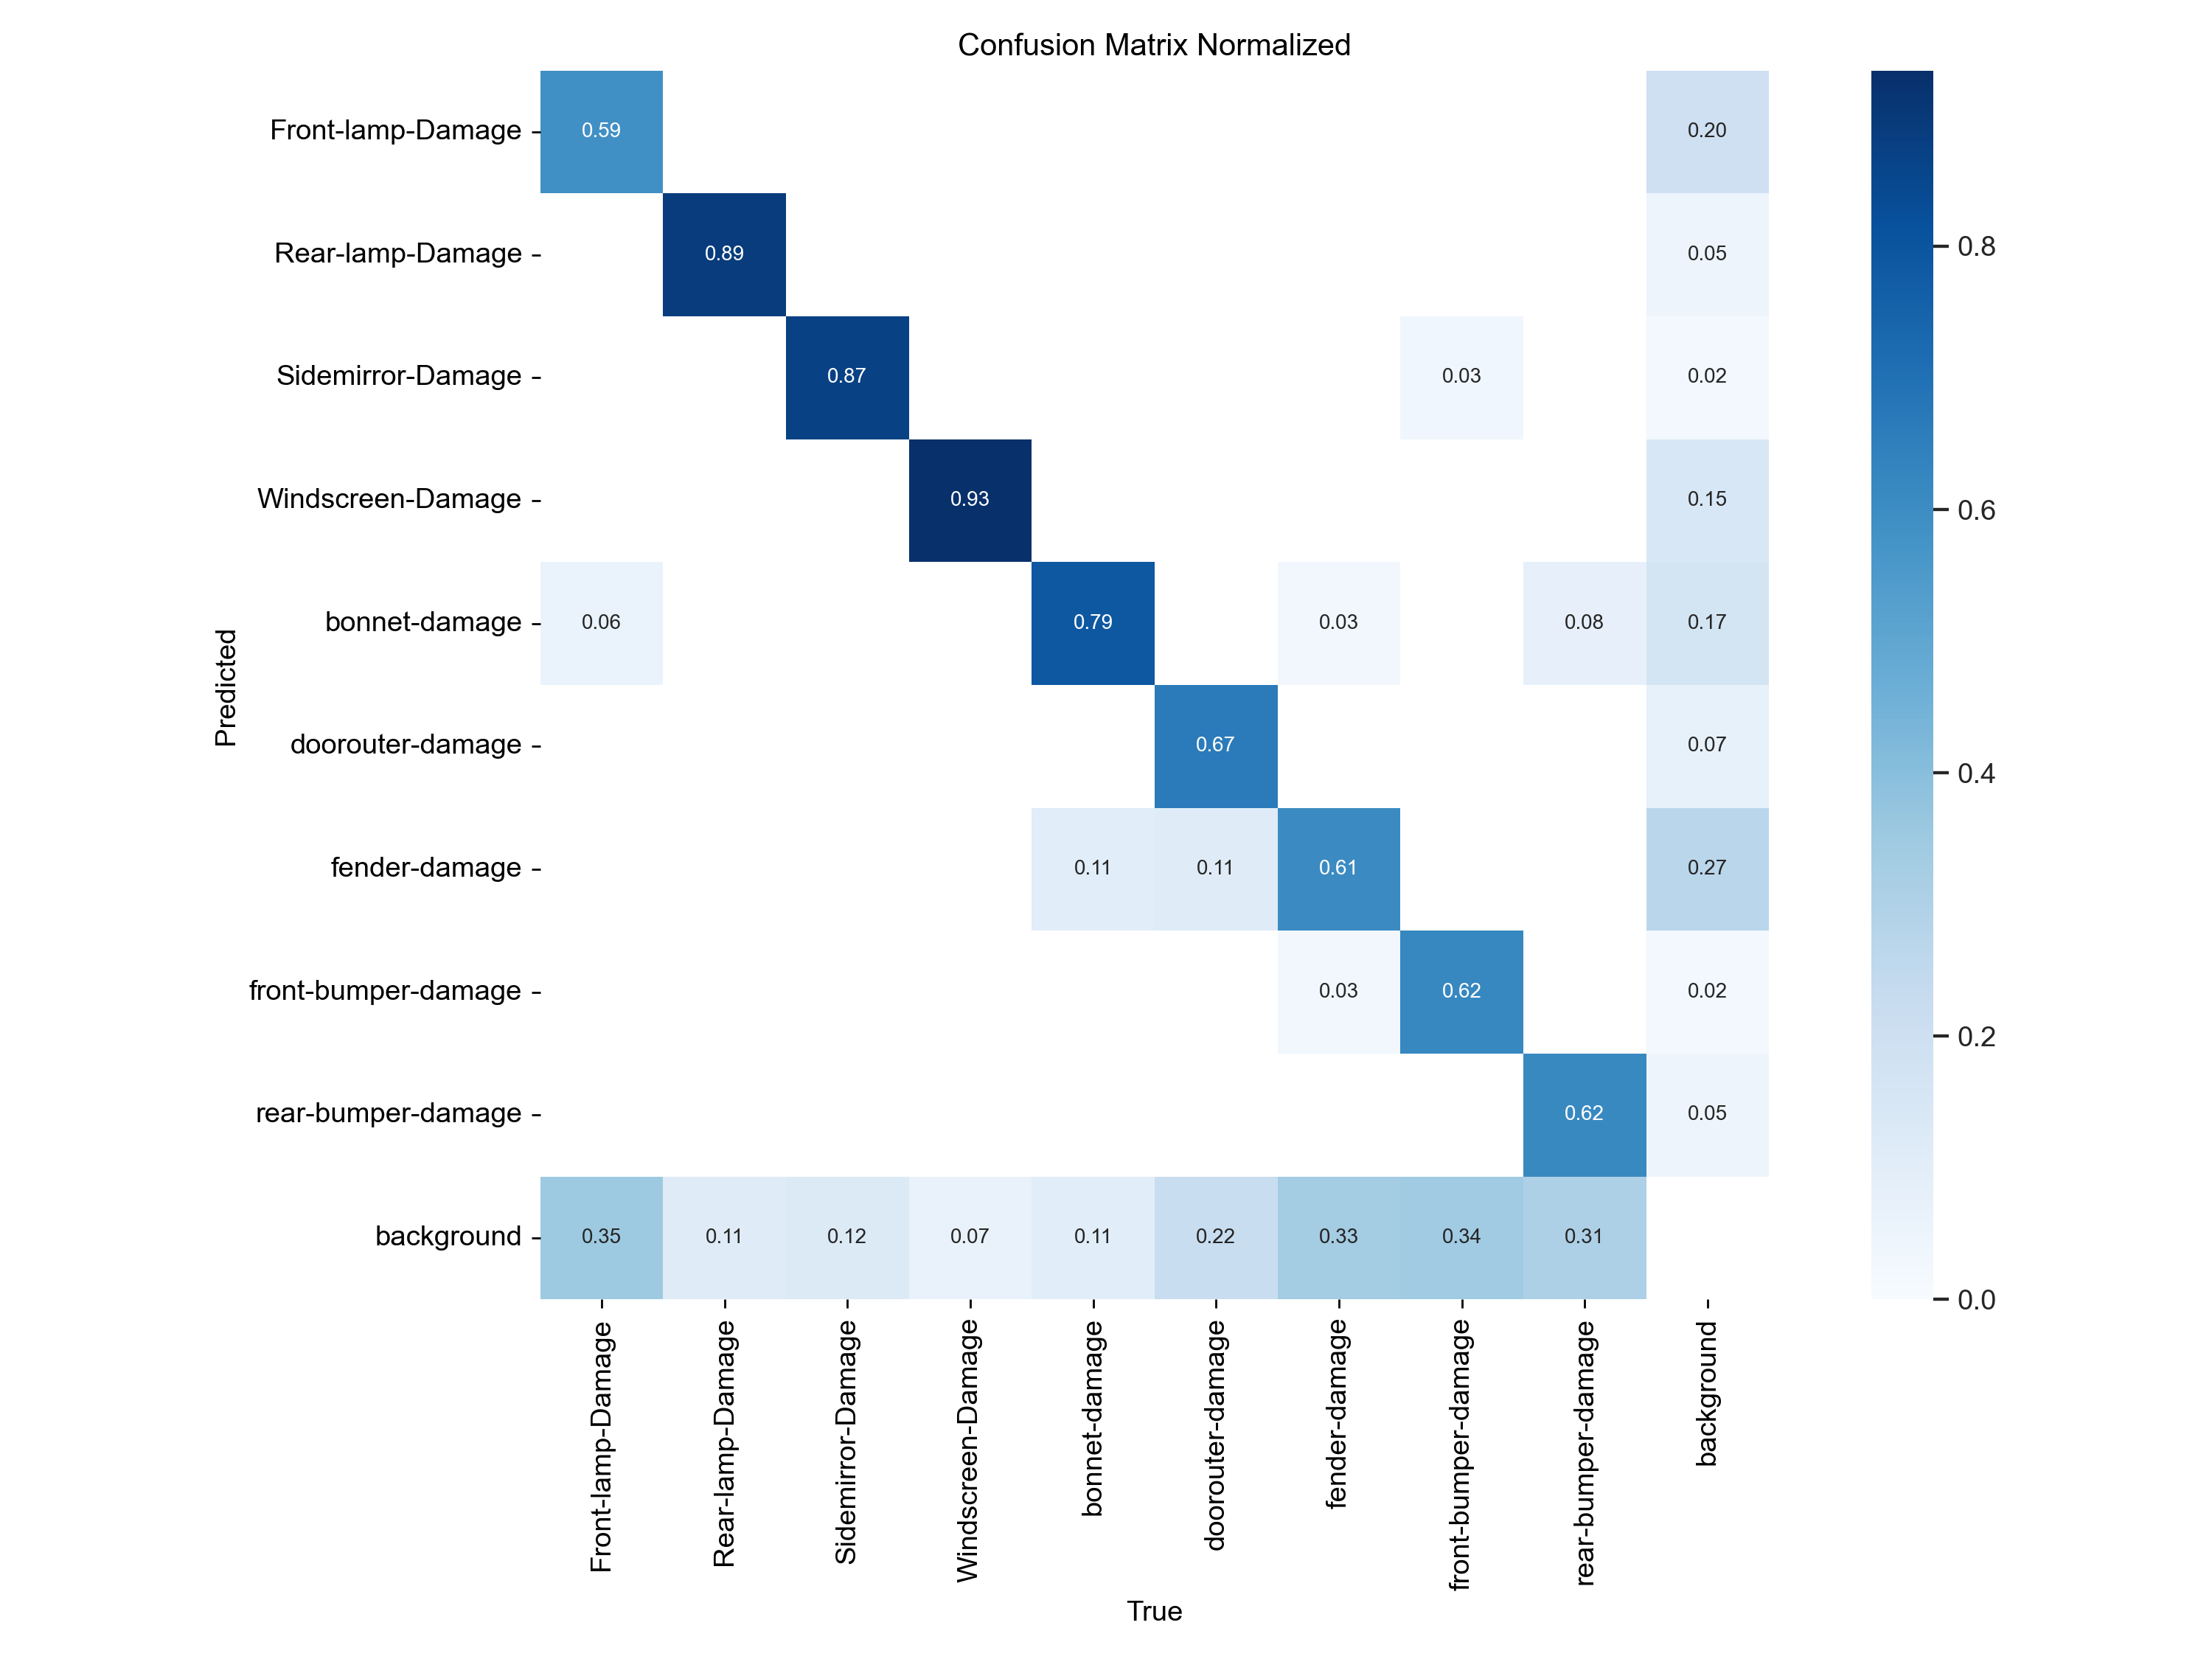 Confusion Matrix Normalized
Front-lamp-Damage 0.59 0.20
Rear-lamp-Damage 0.89 0.05 0.8
Sidemirror-Damage 0.87 0.03 0.02
Windscreen-Damage 0.93 0.15 0.6
bonnet-damage 0.06 0.79 0.03 0.08 0.17
Predicted
doorouter-damage 0.67 0.07 0.4
fender-damage 0.11 0.11 0.61 0.27
front-bumper-damage 0.03 0.62 0.02 0.2
rear-bumper-damage 0.62 0.05
background 0.35 0.11 0.12 0.07 0.11 0.22 0.33 0.34 0.31
0.0
Front-lamp-Damage
Rear-lamp-Damage
Sidemirror-Damage
Windscreen-Damage
bonnet-damage
doorouter-damage
fender-damage
front-bumper-damage
rear-bumper-damage
background
True